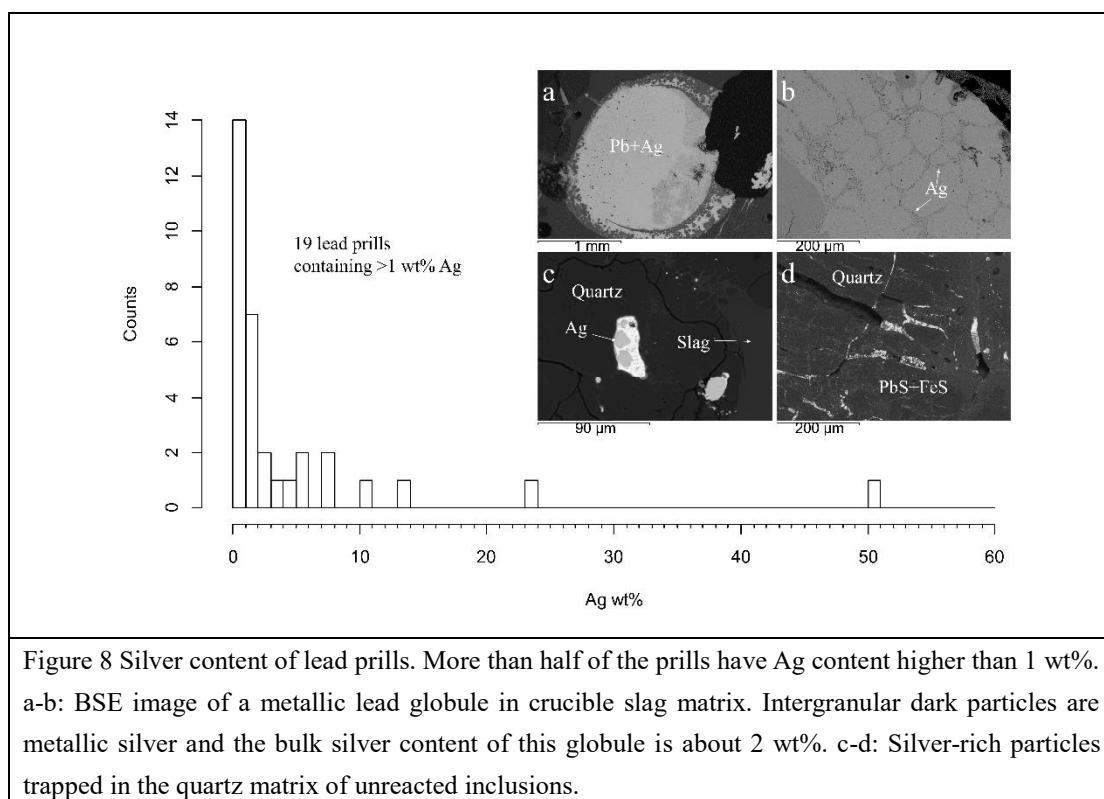 14
12
10
8
6
4
2
0
Counts
19 lead prills
containing >1 wt% Ag
a
Pb+Ag
1 mm
b
Ag
200 µm
c
Quartz
Ag
Slag
90 µm
d
Quartz
PbS+FeS
200 µm
0 10 20 30 40 50 60
Ag wt%
Figure 8 Silver content of lead prills. More than half of the prills have Ag content higher than 1 wt%.
a-b: BSE image of a metallic lead globule in crucible slag matrix. Intergranular dark particles are
metallic silver and the bulk silver content of this globule is about 2 wt%. c-d: Silver-rich particles
trapped in the quartz matrix of unreacted inclusions.